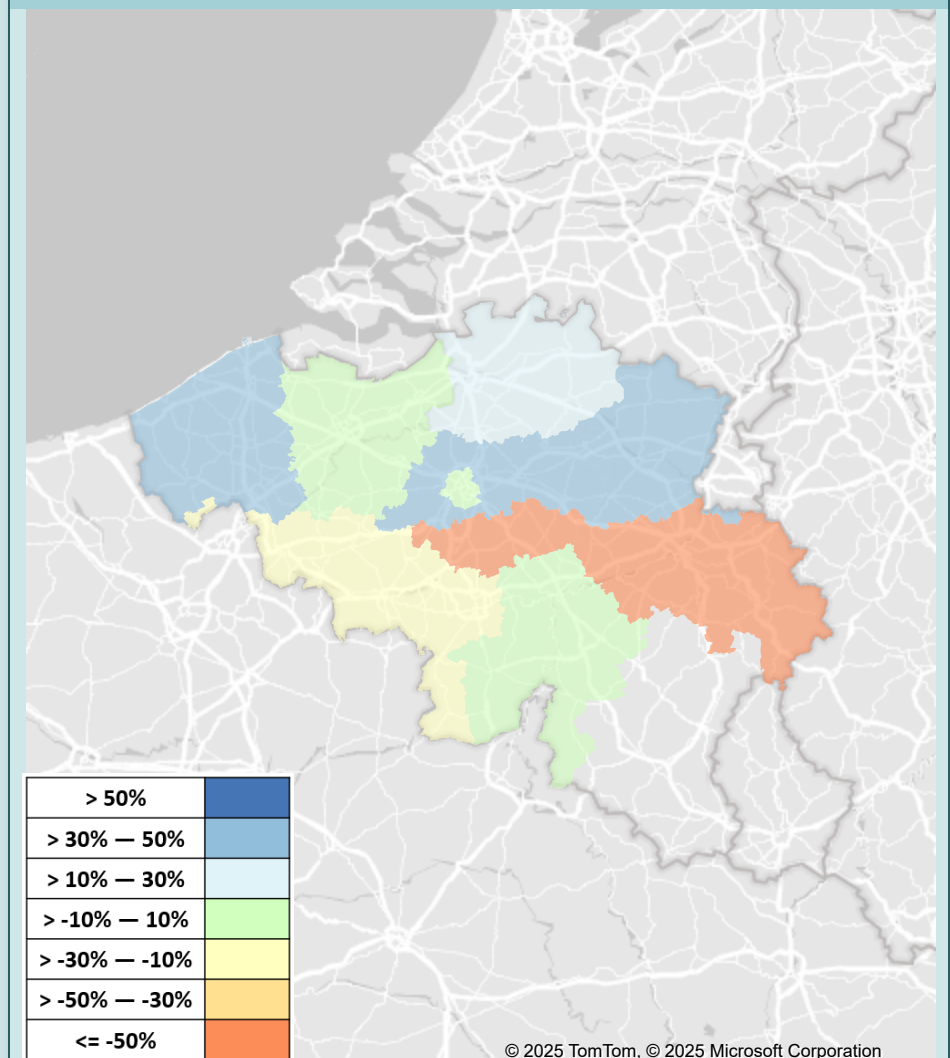 > 50%
> 30% — 50%
> 10% — 30%
> -10% — 10%
> -30% — -10%
> -50% — -30%
<= -50%
© 2025 TomTom, © 2025 Microsoft Corporation